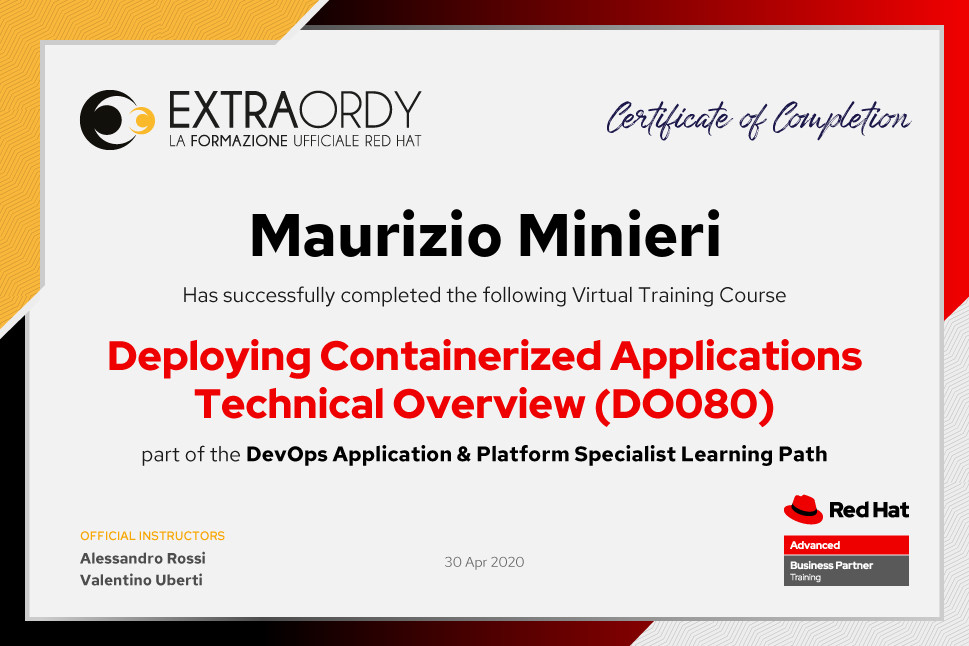 EXTRAORDY
LA FORMAZIONE UFFICIALE RED HAT
Certificate of Completion
Maurizio Minieri
Has successfully completed the following Virtual Training Course
Deploying Containerized Applications
Technical Overview (DO080)
part of the DevOps Application & Platform Specialist Learning Path
OFFICIAL INSTRUCTORS
Alessandro Rossi
Valentino Uberti
30 Apr 2020
Red Hat
Advanced
Business Partner
Training